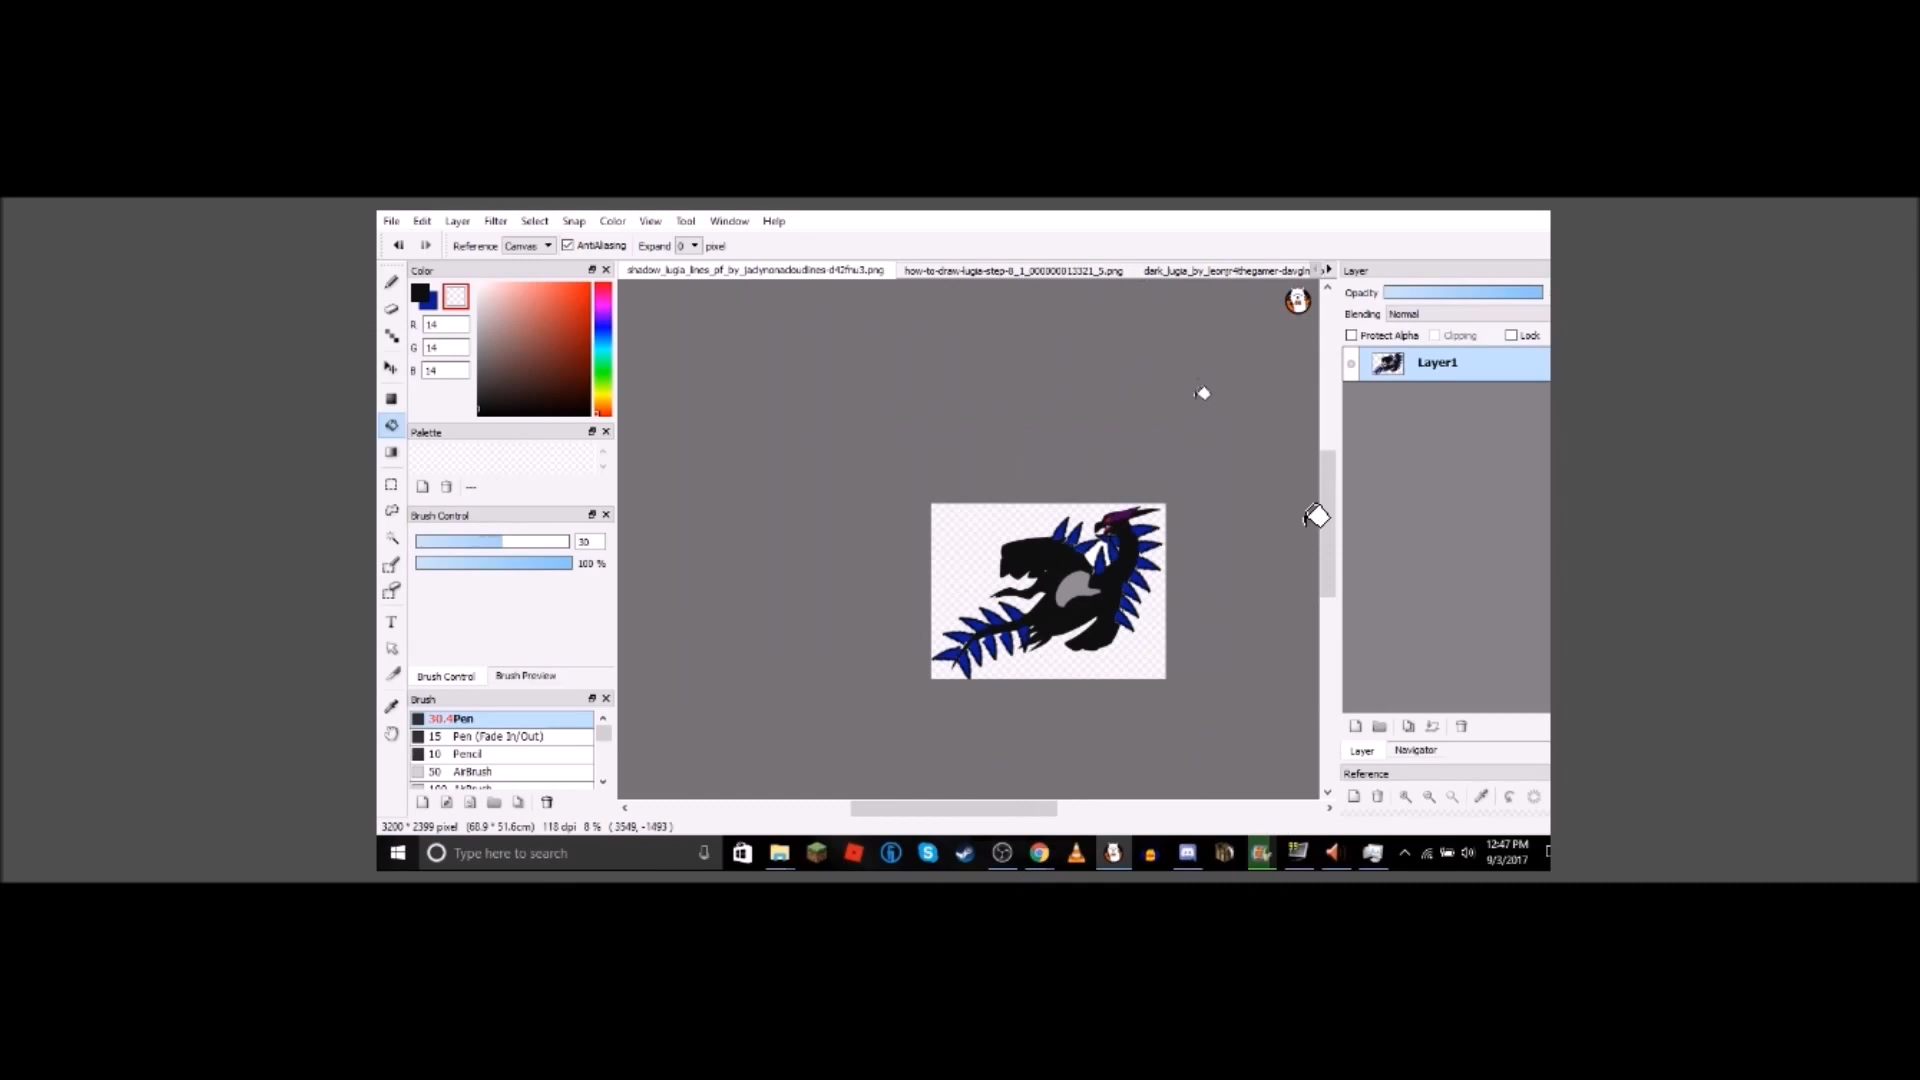 File Edit Layer Filter Select Snap Color View Tool Window Help
Reference Canvas AntiAliasing Expand 0 pixel
Color
shadow_lugia_lines_pf_by_jadynonadoudlines-d42fnu3.png
how-to-draw-lugia-step-8_1_000000013321_5.png
Layer
Opacity
R 14
Blending Normal
Protect Alpha Clipping Lock
G 14
Layer1
B 14
Palette
---
Brush Control
30
100 %
T
Brush Control Brush Preview
Brush
30.4 Pen
15 Pen (Fade In/Out)
Layer Navigator
10 Pencil
50 AirBrush
Reference
100 AirBrush
3200 * 2399 pixel (68.9 * 51.6cm) 118 dpi 8 % ( 3549, -1493 )
Type here to search
12:47 PM
9/3/2017